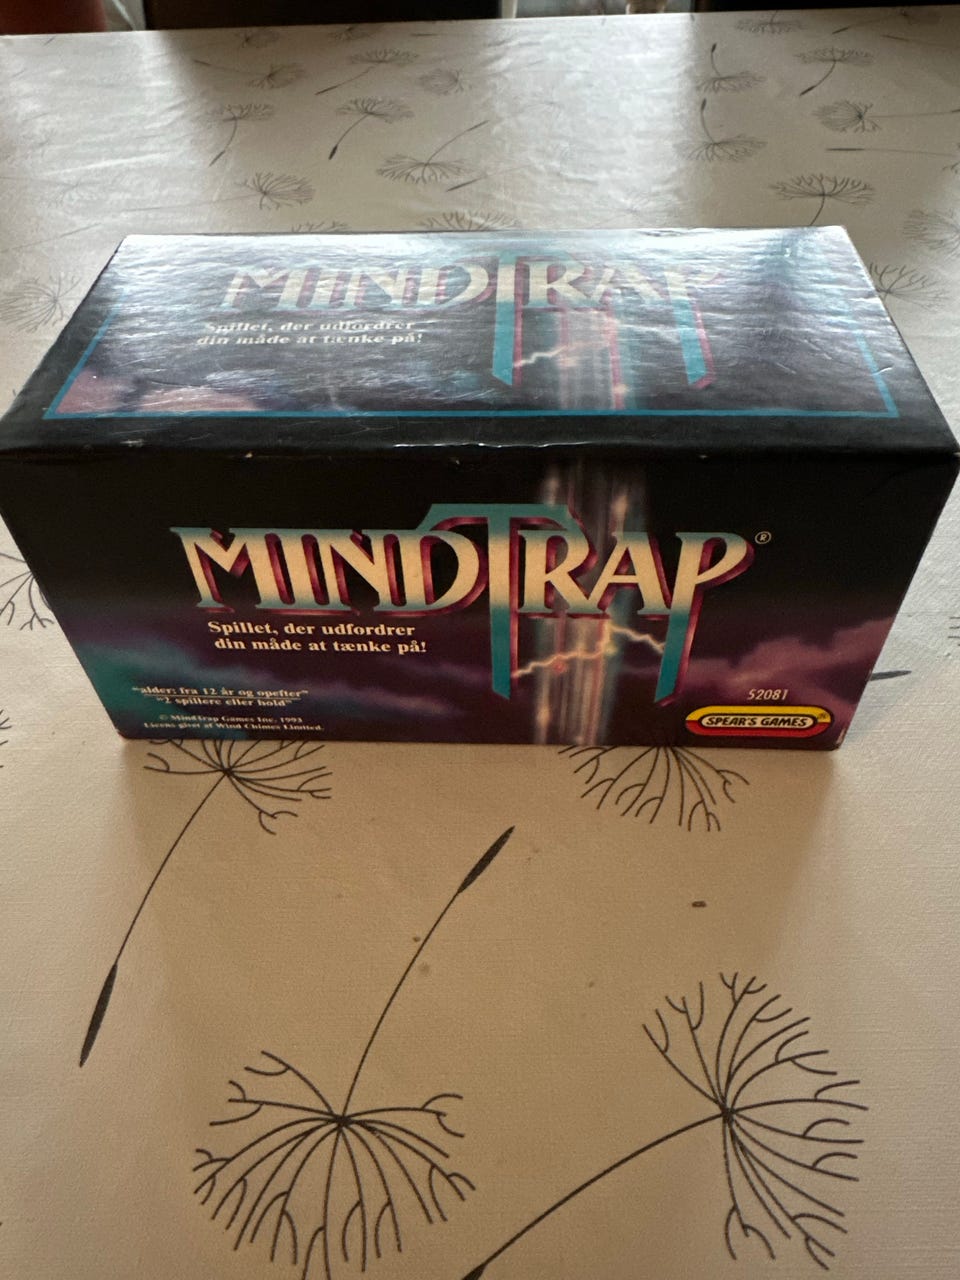 MINDTRAP
Spillet, der udfordrer
din måde at tænke på!
MINDTRAP®
Spillet, der udfordrer
din måde at tænke på!
"alder: fra 12 år og opefter"
"2 spillere eller hold"
© MindTrap Games Inc. 1993
Licens givet af Wind Chimes Limited.
52081
SPEAR'S GAMES®